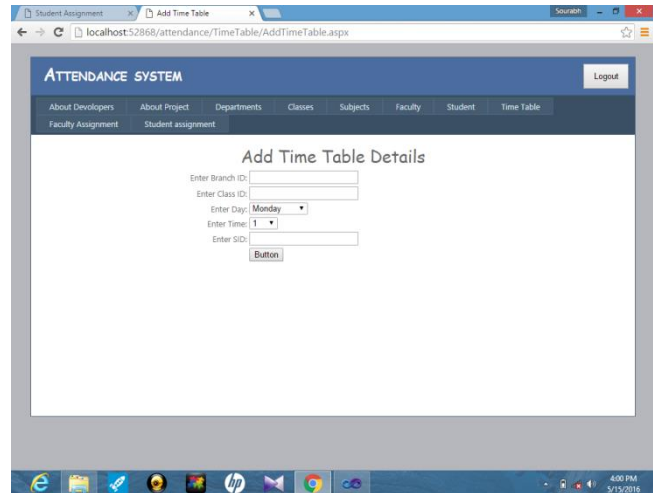 Student Assignment
Add Time Table
Sourabh
localhost:52868/attendance/TimeTable/AddTimeTable.aspx
ATTENDANCE SYSTEM
Logout
About Devolopers About Project Departments Classes Subjects Faculty Student Time Table
Faculty Assignment Student assignment
Add Time Table Details
Enter Branch ID:
Enter Class ID:
Enter Day: Monday
Enter Time: 1
Enter SID:
Button
hp
4:00 PM
5/15/2016